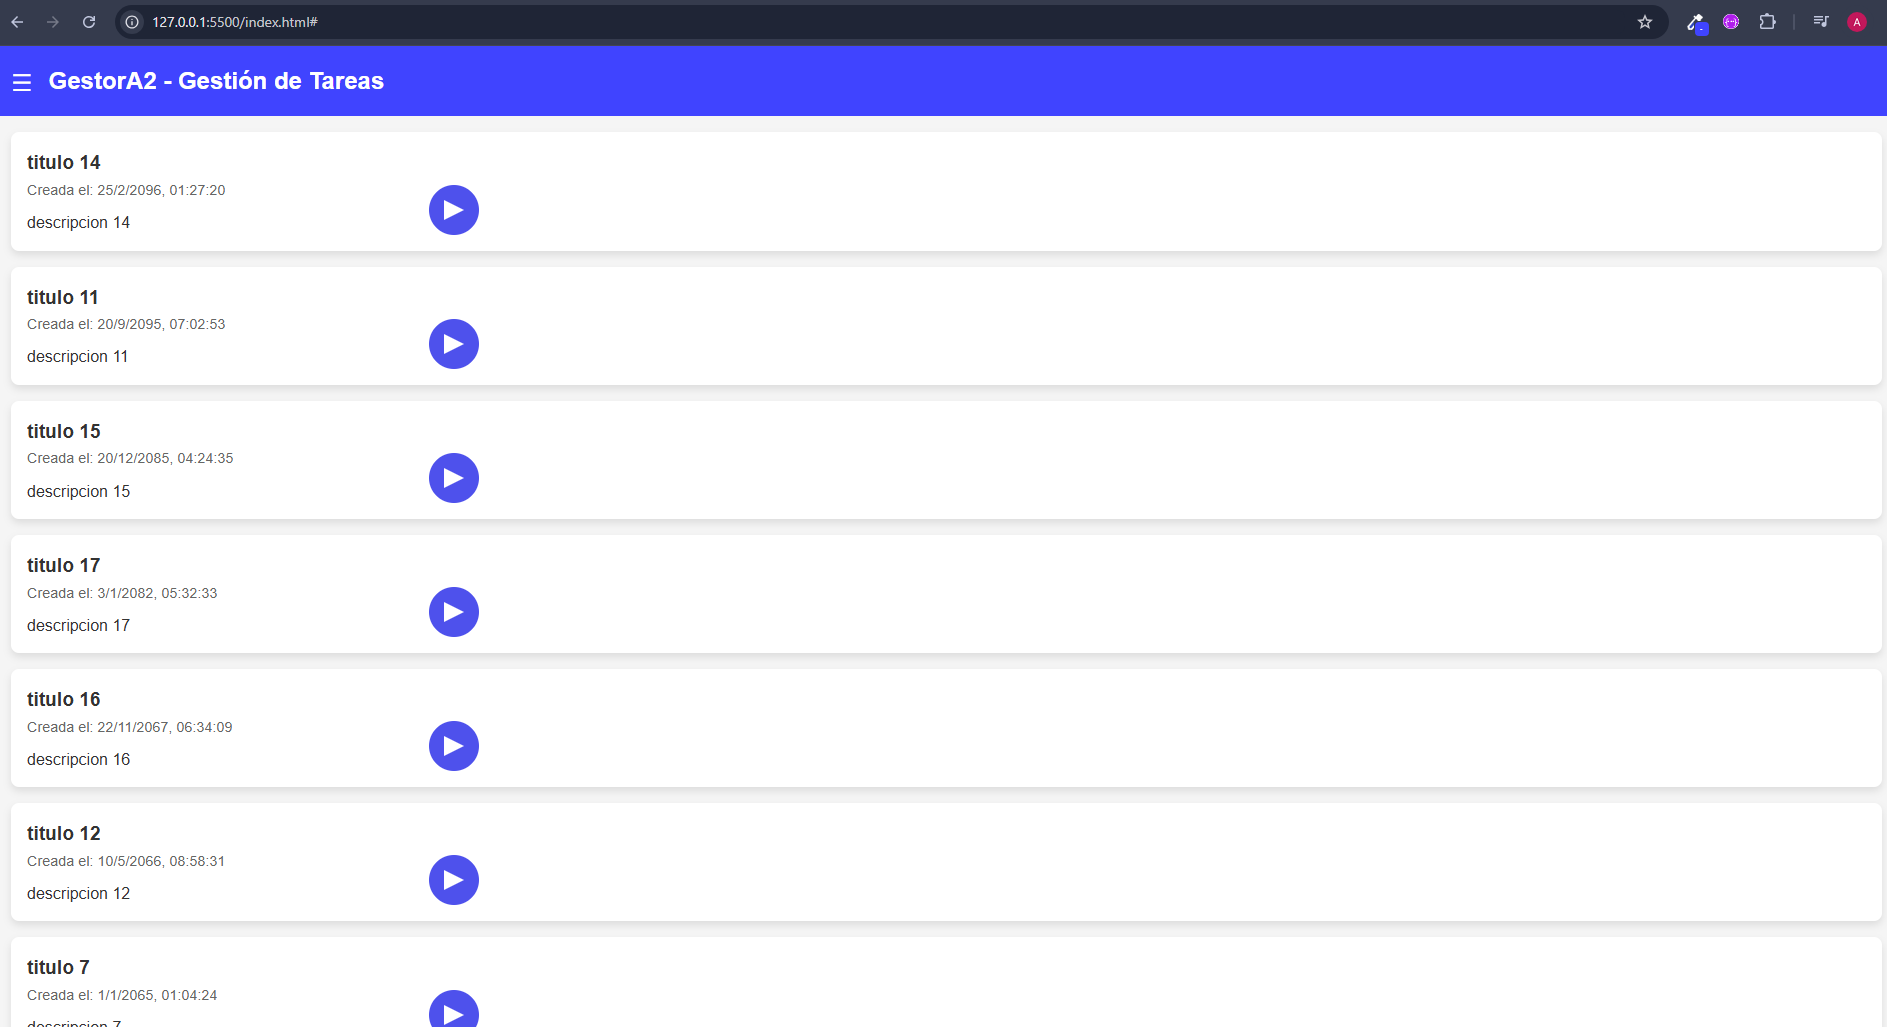 127.0.0.1:5500/index.html#
A
GestorA2 - Gestión de Tareas
titulo 14
Creada el: 25/2/2096, 01:27:20
descripcion 14
titulo 11
Creada el: 20/9/2095, 07:02:53
descripcion 11
titulo 15
Creada el: 20/12/2085, 04:24:35
descripcion 15
titulo 17
Creada el: 3/1/2082, 05:32:33
descripcion 17
titulo 16
Creada el: 22/11/2067, 06:34:09
descripcion 16
titulo 12
Creada el: 10/5/2066, 08:58:31
descripcion 12
titulo 7
Creada el: 1/1/2065, 01:04:24
descripcion 7